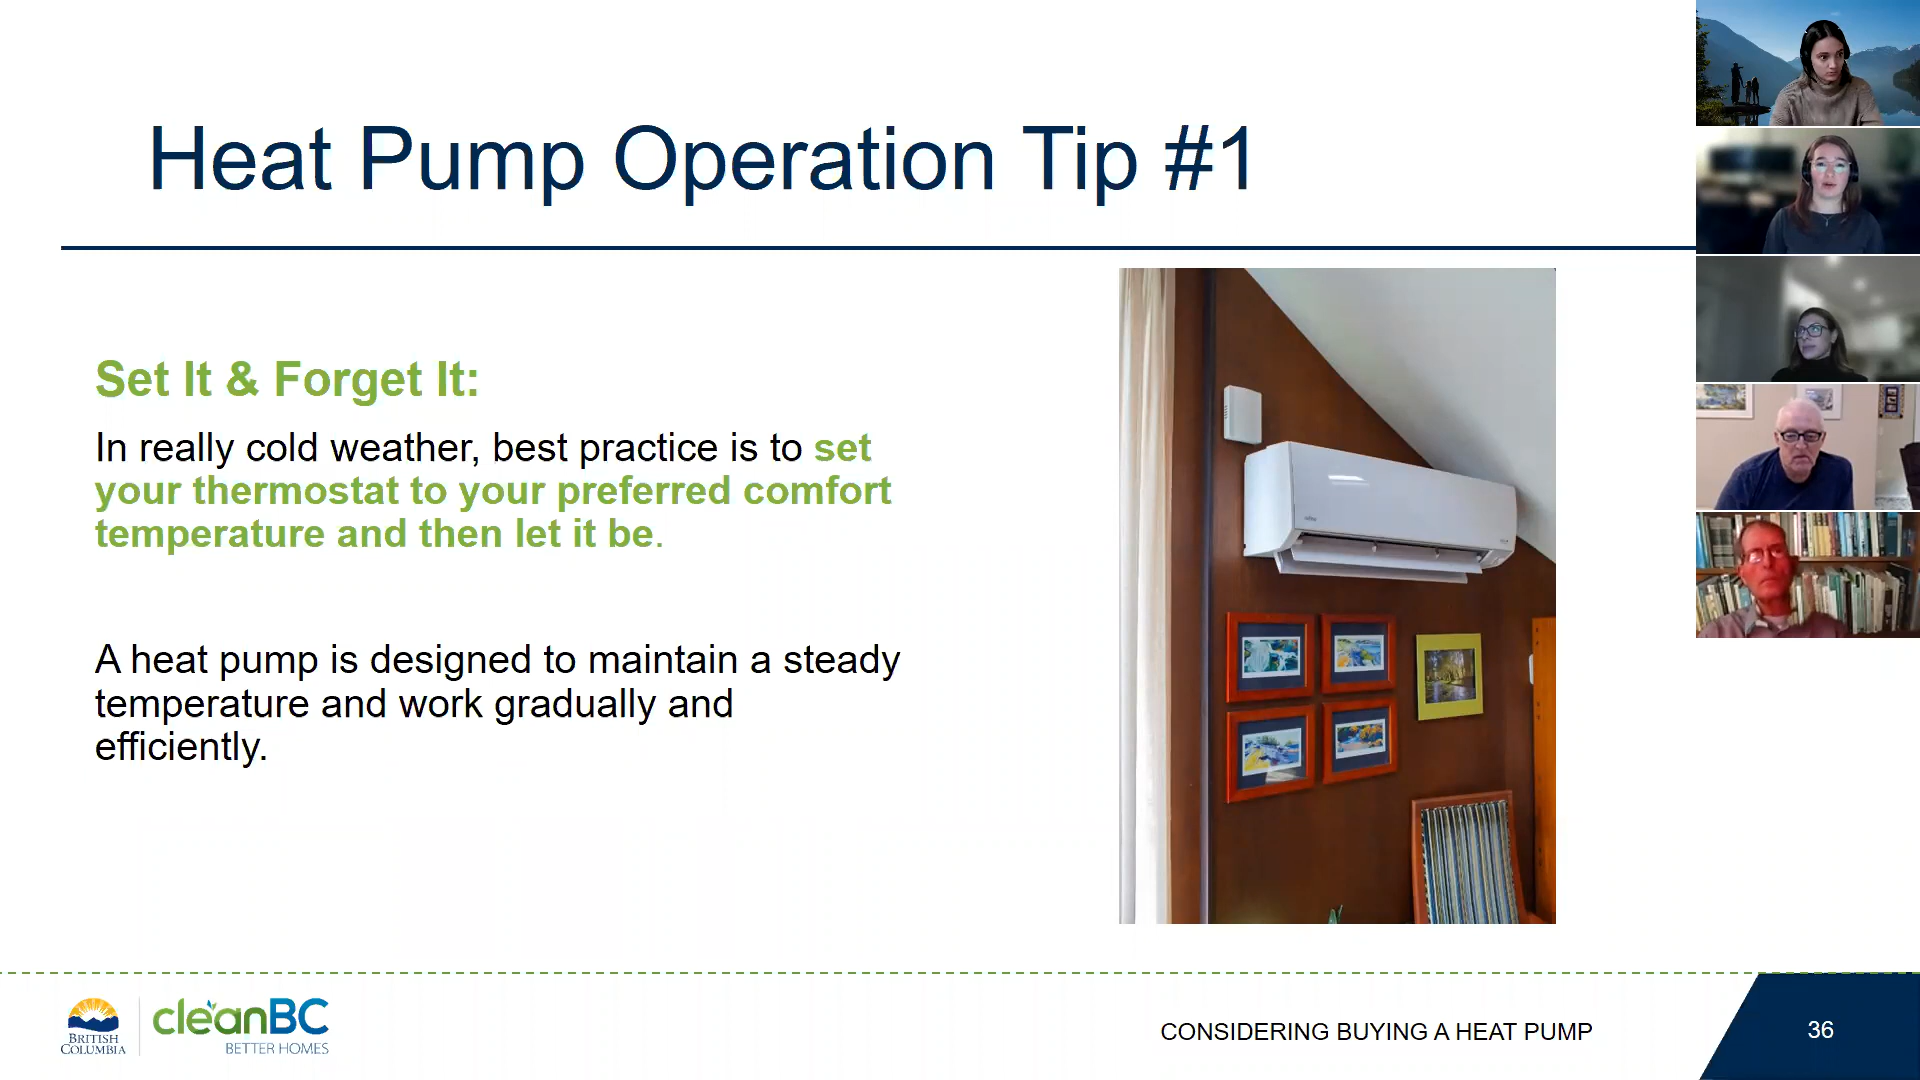 Heat Pump Operation Tip #1
Set It & Forget It:
In really cold weather, best practice is to set
your thermostat to your preferred comfort
temperature and then let it be.
A heat pump is designed to maintain a steady
temperature and work gradually and
efficiently.
BRITISH
COLUMBIA
cleanBC
BETTER HOMES
CONSIDERING BUYING A HEAT PUMP
36